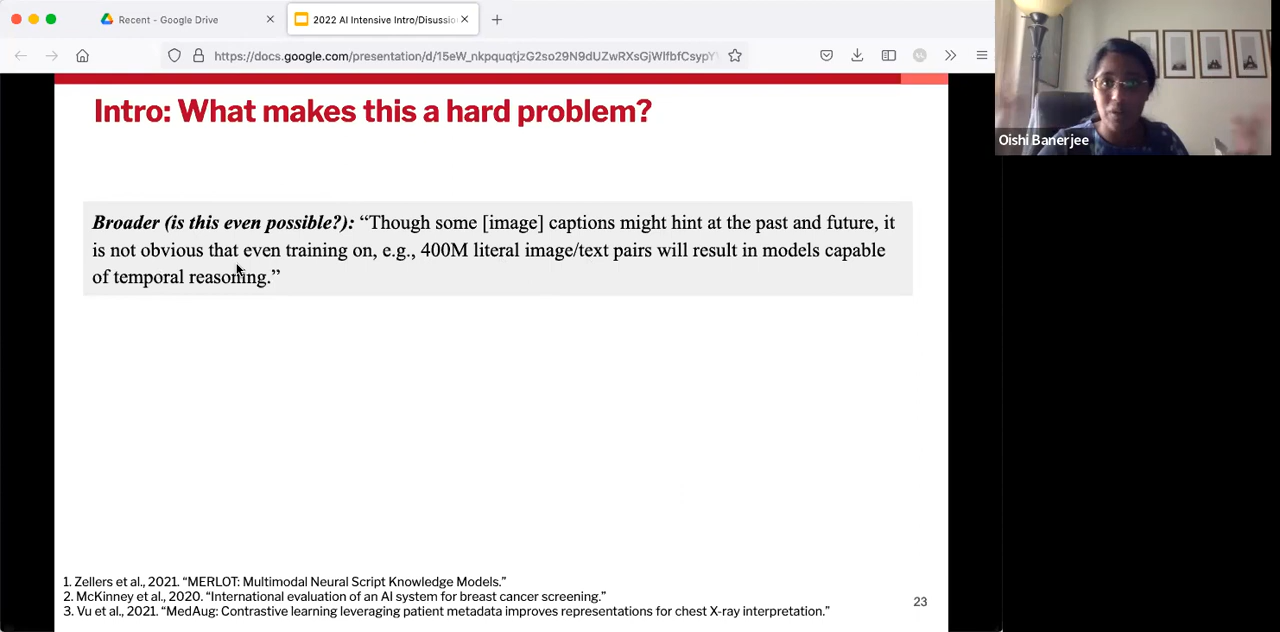 Recent - Google Drive
2022 AI Intensive Intro/Disussio
https://docs.google.com/presentation/d/15eW_nkpquqtjzG2so29N9dUZwRXsGjWlfbfCsypY
Oishi Banerjee
Intro: What makes this a hard problem?
Broader (is this even possible?): “Though some [image] captions might hint at the past and future, it
is not obvious that even training on, e.g., 400M literal image/text pairs will result in models capable
of temporal reasoning.”
1. Zellers et al., 2021. “MERLOT: Multimodal Neural Script Knowledge Models.”
2. McKinney et al., 2020. “International evaluation of an AI system for breast cancer screening.”
3. Vu et al., 2021. “MedAug: Contrastive learning leveraging patient metadata improves representations for chest X-ray interpretation.”
23